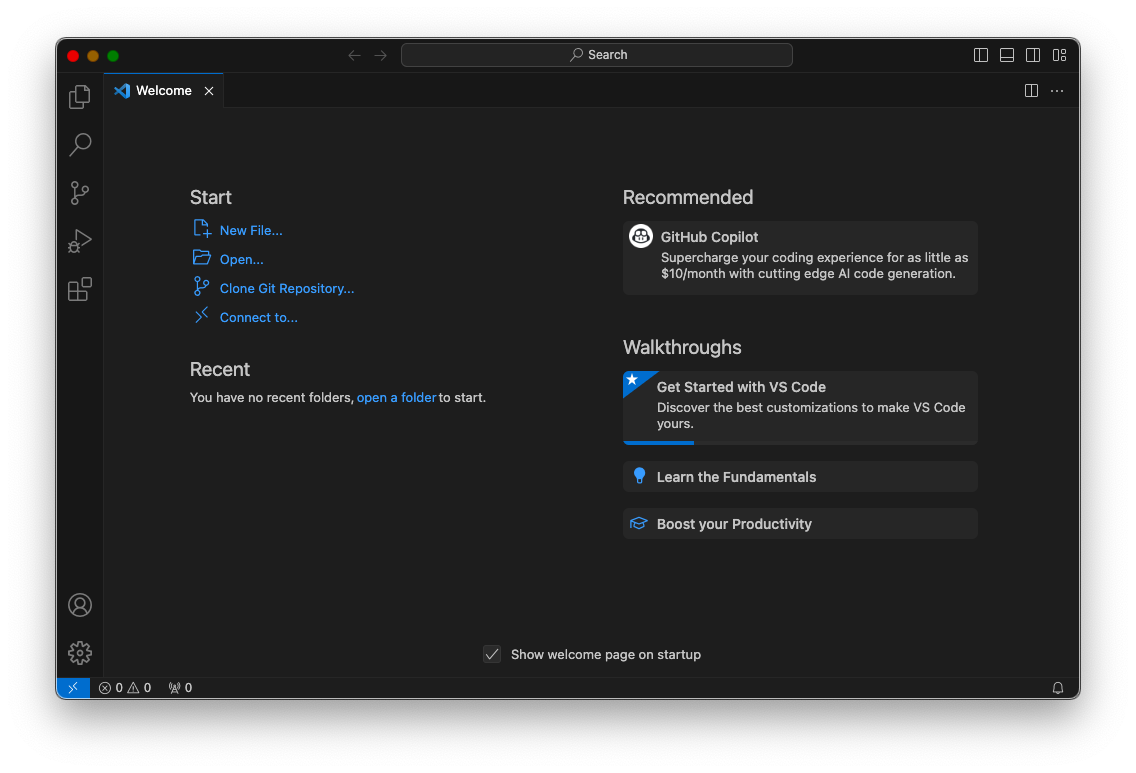 Search
Welcome
Start
New File...
Open...
Clone Git Repository...
Connect to...
Recent
You have no recent folders, open a folder to start.
Recommended
GitHub Copilot
Supercharge your coding experience for as little as
$10/month with cutting edge AI code generation.
Walkthroughs
Get Started with VS Code
Discover the best customizations to make VS Code
yours.
Learn the Fundamentals
Boost your Productivity
Show welcome page on startup
0 0 0